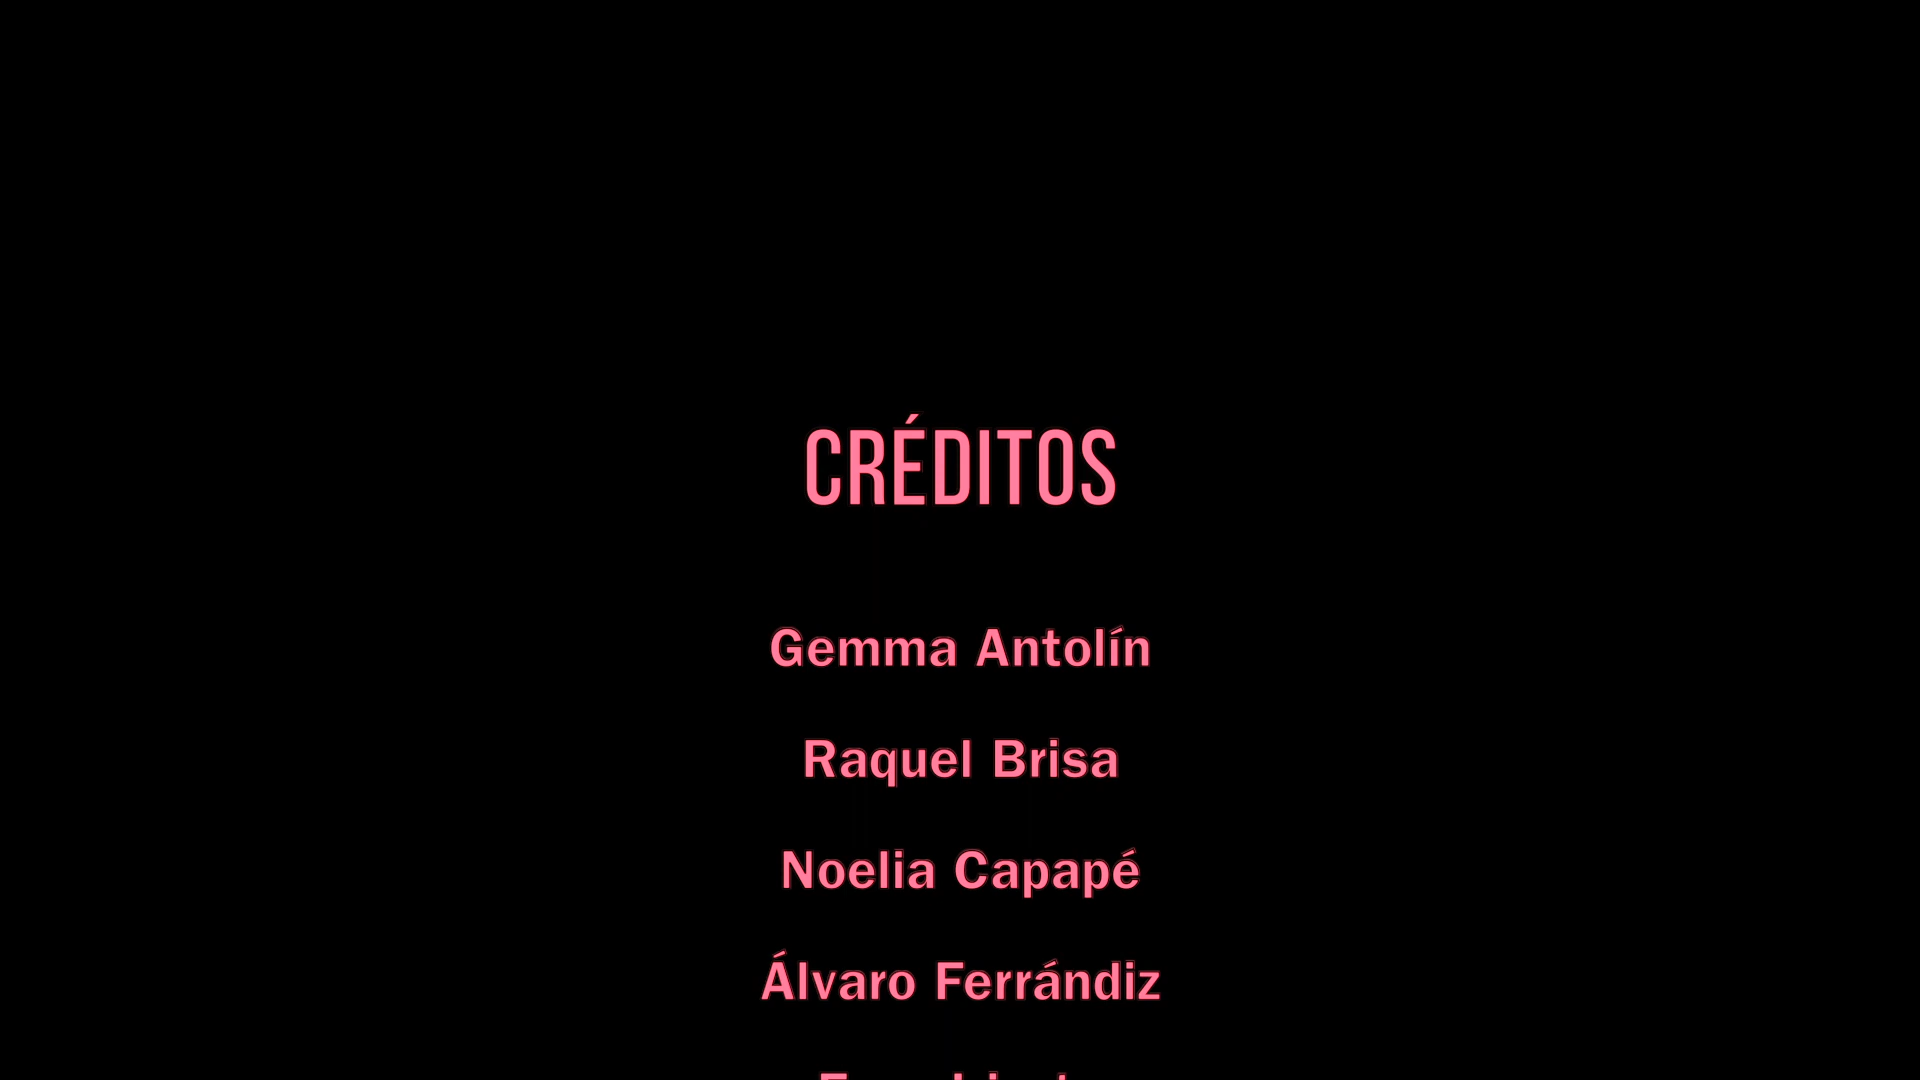 CRÉDITOS
Gemma Antolín
Raquel Brisa
Noelia Capapé
Álvaro Ferrándiz